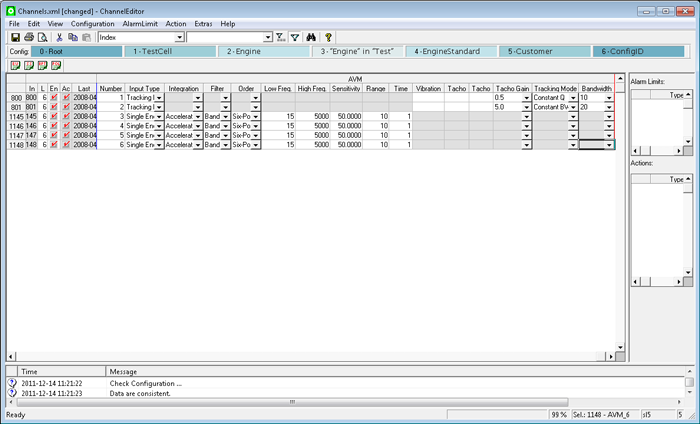 Channels.xml [changed] - ChannelEditor
File Edit View Configuration AlarmLimit Action Extras Help
Index
Config: 0 - Root 1 - TestCell 2 - Engine 3 - "Engine" in "Test" 4 - EngineStandard 5 - Customer 6 - ConfigID
AVM
In L En Ac Last Number Input Type Integration Filter Order Low Freq. High Freq. Sensitivity Range Time Vibration Tacho Tacho Tacho Gain Tracking Mode Bandwidth
800 800 6 2008-04 1 Tracking I 0.5 Constant Q 10
801 801 6 2008-04 2 Tracking I 5.0 Constant BV 20
1145 145 6 2008-04 3 Single En Accelerat Band Six-Po 15 5000 50.0000 10 1
1146 146 6 2008-04 4 Single En Accelerat Band Six-Po 15 5000 50.0000 10 1
1147 147 6 2008-04 5 Single En Accelerat Band Six-Po 15 5000 50.0000 10 1
1148 148 6 2008-04 6 Single En Accelerat Band Six-Po 15 5000 50.0000 10 1
Alarm Limits:
Type
Actions:
Type
Time Message
2011-12-14 11:21:22 Check Configuration ...
2011-12-14 11:21:23 Data are consistent.
Ready 99 % Sel.: 1148 - AVM_6 sl5 5